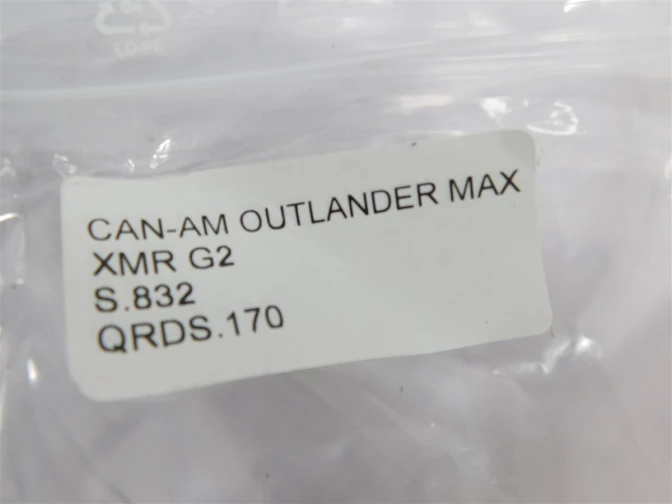 CAN-AM OUTLANDER MAX
XMR G2
S.832
QRDS.170